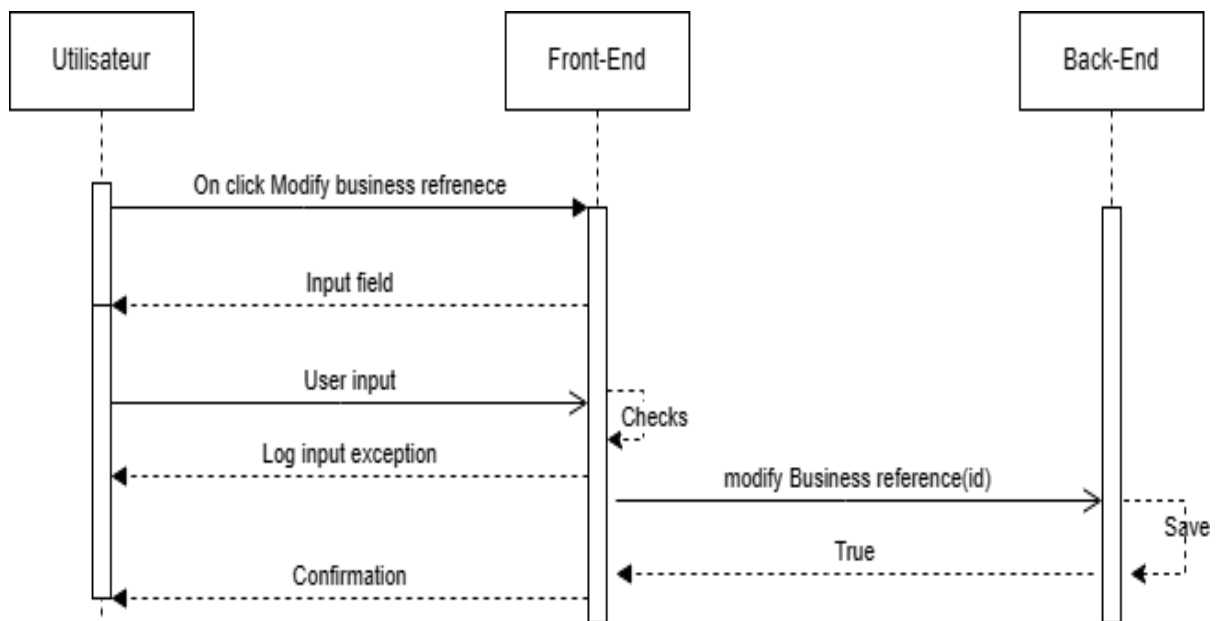 Utilisateur
Front-End
Back-End
On click Modify business refrenece
Input field
User input
Checks
Log input exception
modify Business reference(id)
Save
True
Confirmation